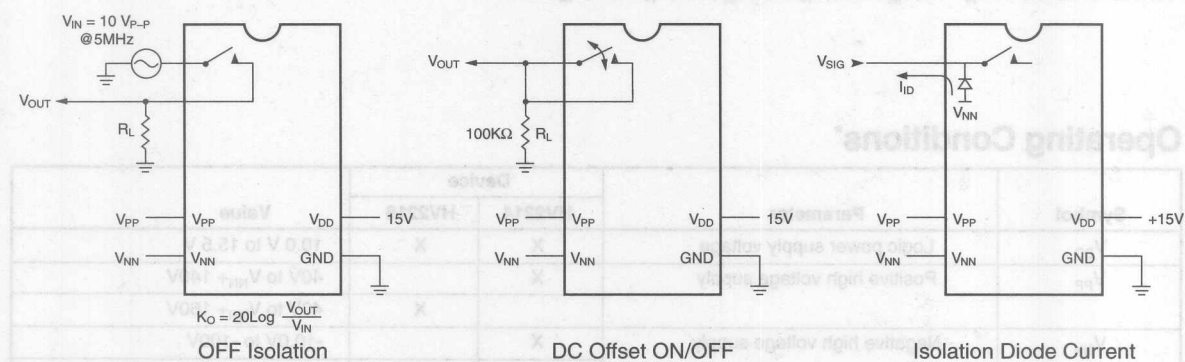 V_IN = 10 V_P–P
@5MHz
V_OUT
R_L
V_PP
V_PP
V_DD
15V
V_NN
V_NN
GND
K_O = 20Log V_OUT
V_IN
OFF Isolation
V_OUT
100KΩ
R_L
V_PP
V_PP
V_DD
15V
V_NN
V_NN
GND
DC Offset ON/OFF
V_SIG
I_ID
V_NN
V_PP
V_PP
V_DD
+15V
V_NN
V_NN
GND
Isolation Diode Current
Operating Conditions*
Device
Parameter
Value
Logic power supply voltage
X
X
10.0 V to 15.5 V
Positive high voltage supply
X
X
Negative high voltage supply
X